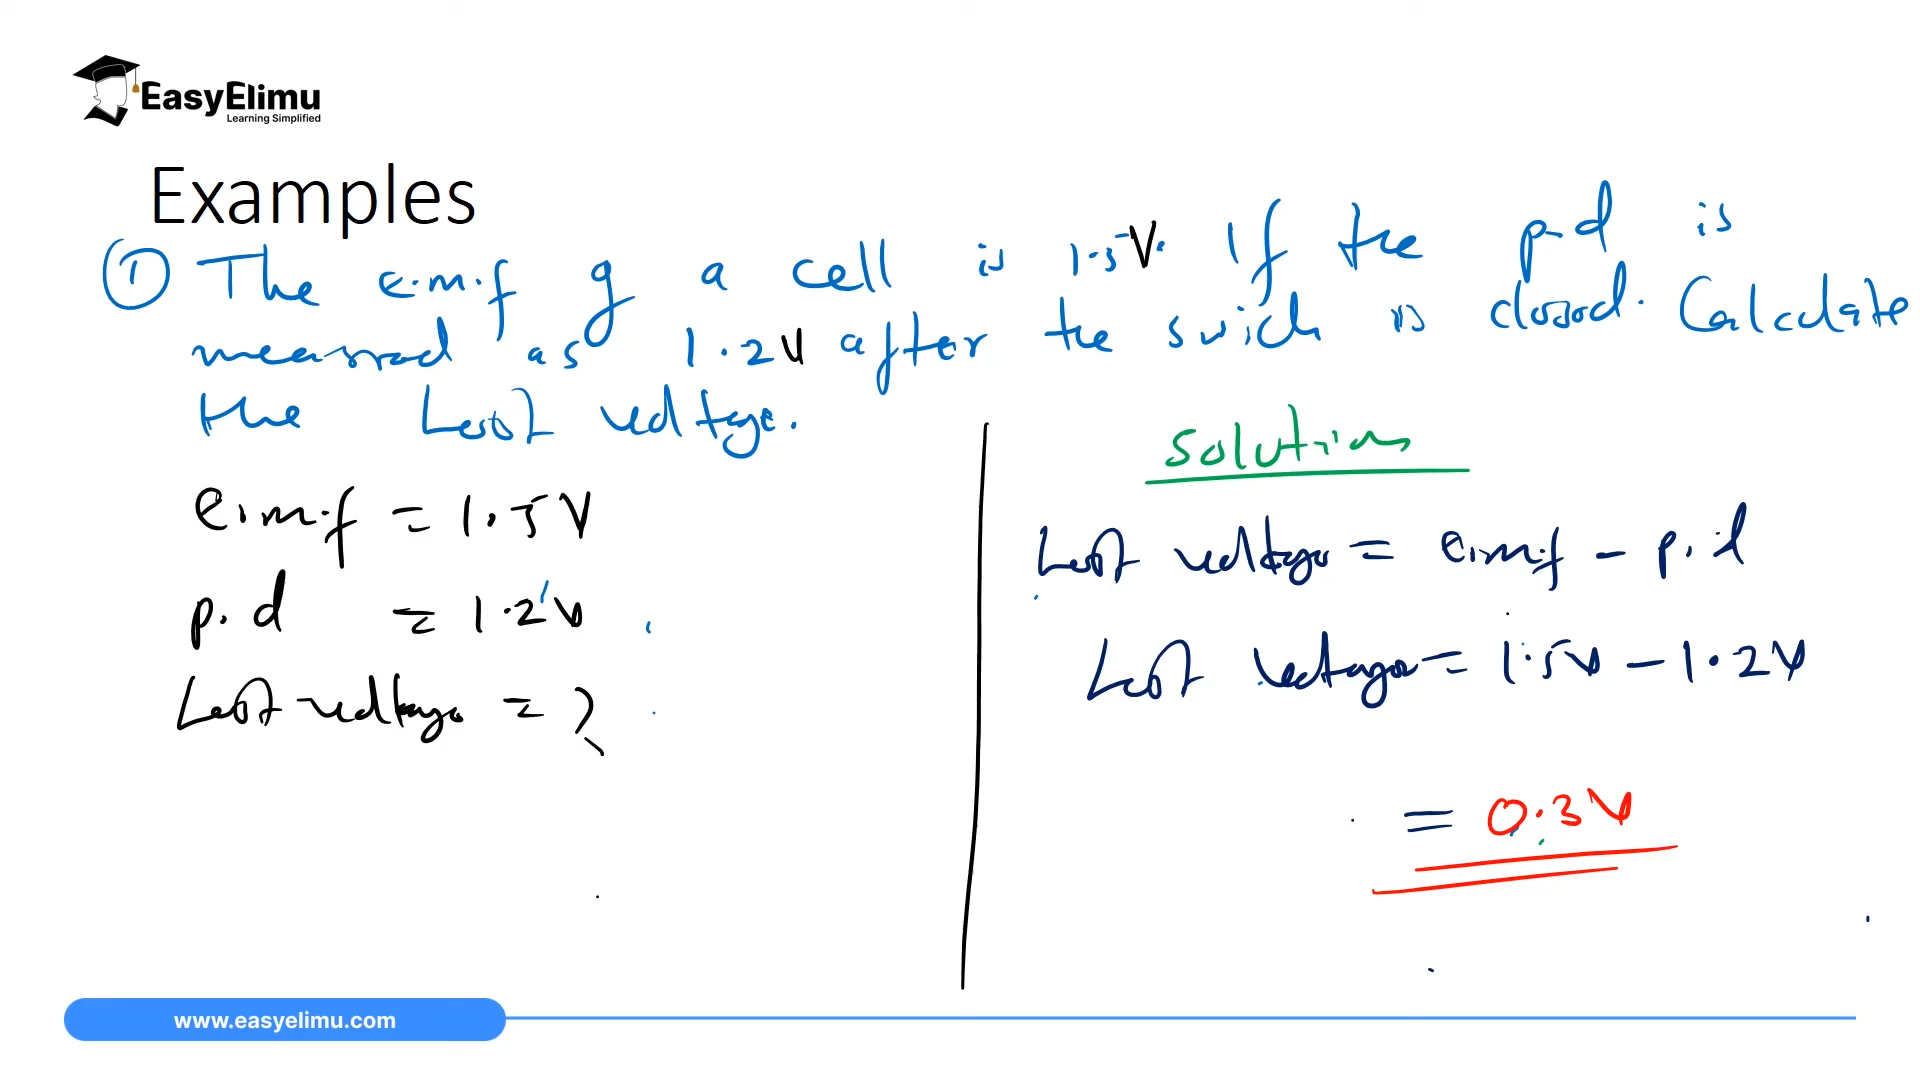 EasyElimu
Learning Simplified
Examples
① The e.m.f of a cell is 1.5V. If the p.d is
measured as 1.2V after the swich is closed. Calculate
the Lost voltage.
e.m.f = 1.5V
p.d = 1.2V
Lost voltage = ?
Solution
Lost voltage = e.m.f - p.d
Lost voltage = 1.5V - 1.2V
= 0.3V
www.easyelimu.com